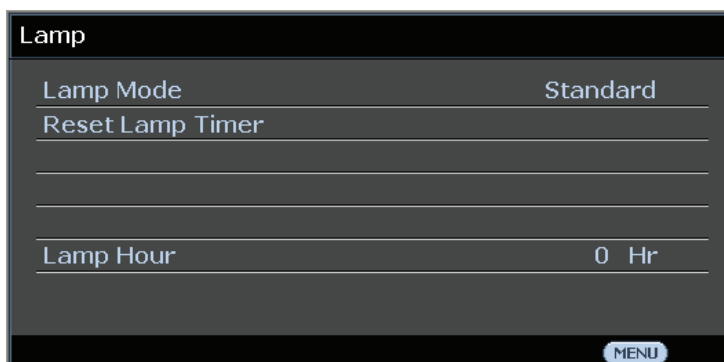 Lamp
Lamp Mode Standard
Reset Lamp Timer
Lamp Hour 0 Hr
MENU